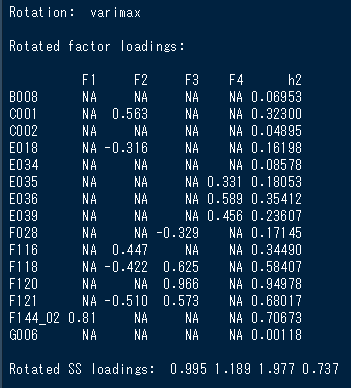 Rotation:  varimax
Rotated factor loadings:
F1 F2 F3 F4 h2
B008 NA NA NA NA 0.06953
C001 NA 0.563 NA NA 0.32300
C002 NA NA NA NA 0.04895
E018 NA -0.316 NA NA 0.16198
E034 NA NA NA NA 0.08578
E035 NA NA NA 0.331 0.18053
E036 NA NA NA 0.589 0.35412
E039 NA NA NA 0.456 0.23607
F028 NA NA -0.329 NA 0.17145
F116 NA 0.447 NA NA 0.34490
F118 NA -0.422 0.625 NA 0.58407
F120 NA NA 0.966 NA 0.94978
F121 NA -0.510 0.573 NA 0.68017
F144_02 0.81 NA NA NA 0.70673
G006 NA NA NA NA 0.00118
Rotated SS loadings:  0.995 1.189 1.977 0.737